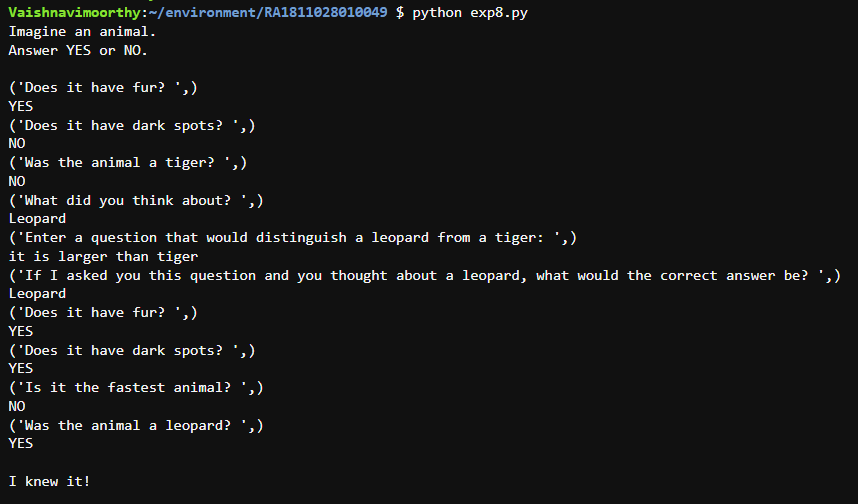 Vaishnavimoorthy:~/environment/RA1811028010049 $ python exp8.py
Imagine an animal.
Answer YES or NO.
('Does it have fur? ',)
YES
('Does it have dark spots? ',)
NO
('Was the animal a tiger? ',)
NO
('What did you think about? ',)
Leopard
('Enter a question that would distinguish a leopard from a tiger: ',)
it is larger than tiger
('If I asked you this question and you thought about a leopard, what would the correct answer be? ',)
Leopard
('Does it have fur? ',)
YES
('Does it have dark spots? ',)
YES
('Is it the fastest animal? ',)
NO
('Was the animal a leopard? ',)
YES
I knew it!